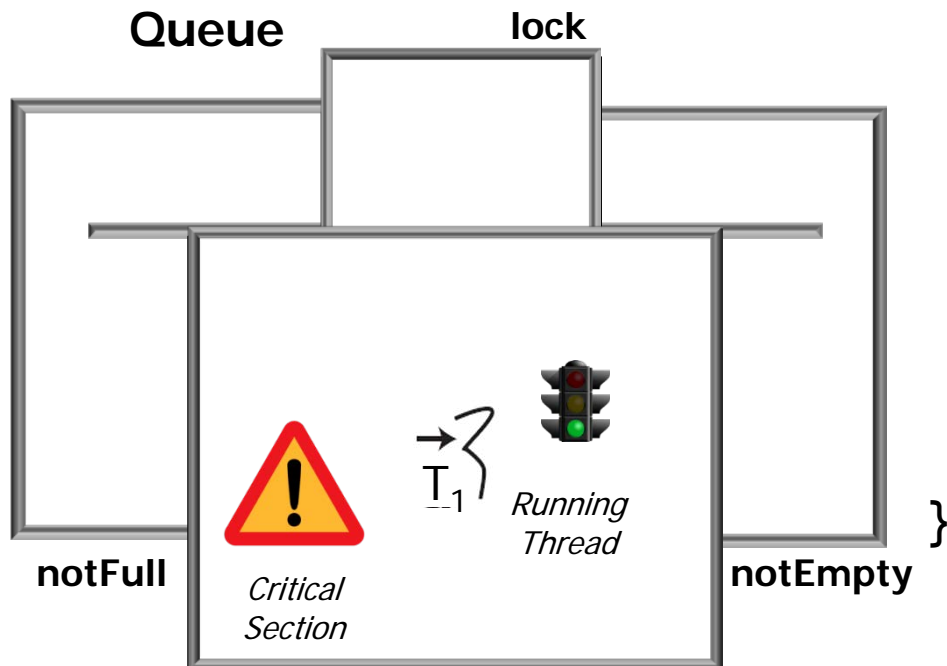 Queue
lock
T1
Running
Thread
}
notFull
notEmpty
Critical
Section